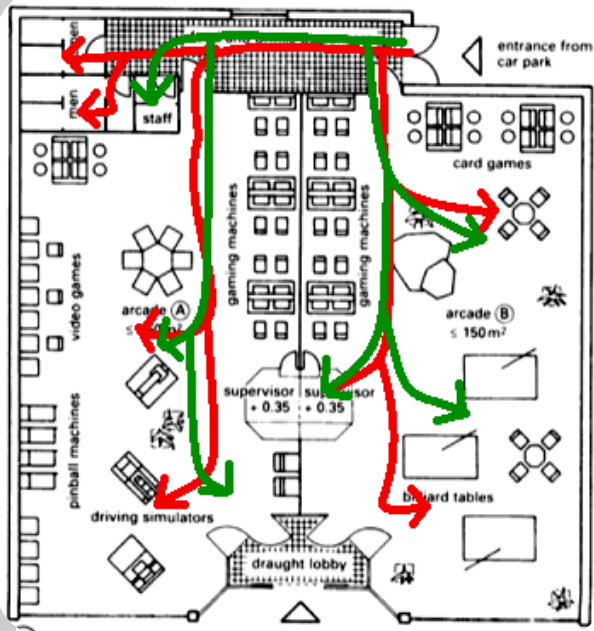 men
entrance from
car park
men
staff
card games
gaming machines
gaming machines
video games
arcade Ⓐ
arcade Ⓑ
≤ 150 m²
supervisor
+ 0.35
supervisor
+ 0.35
pinball machines
billiard tables
driving simulators
draught lobby